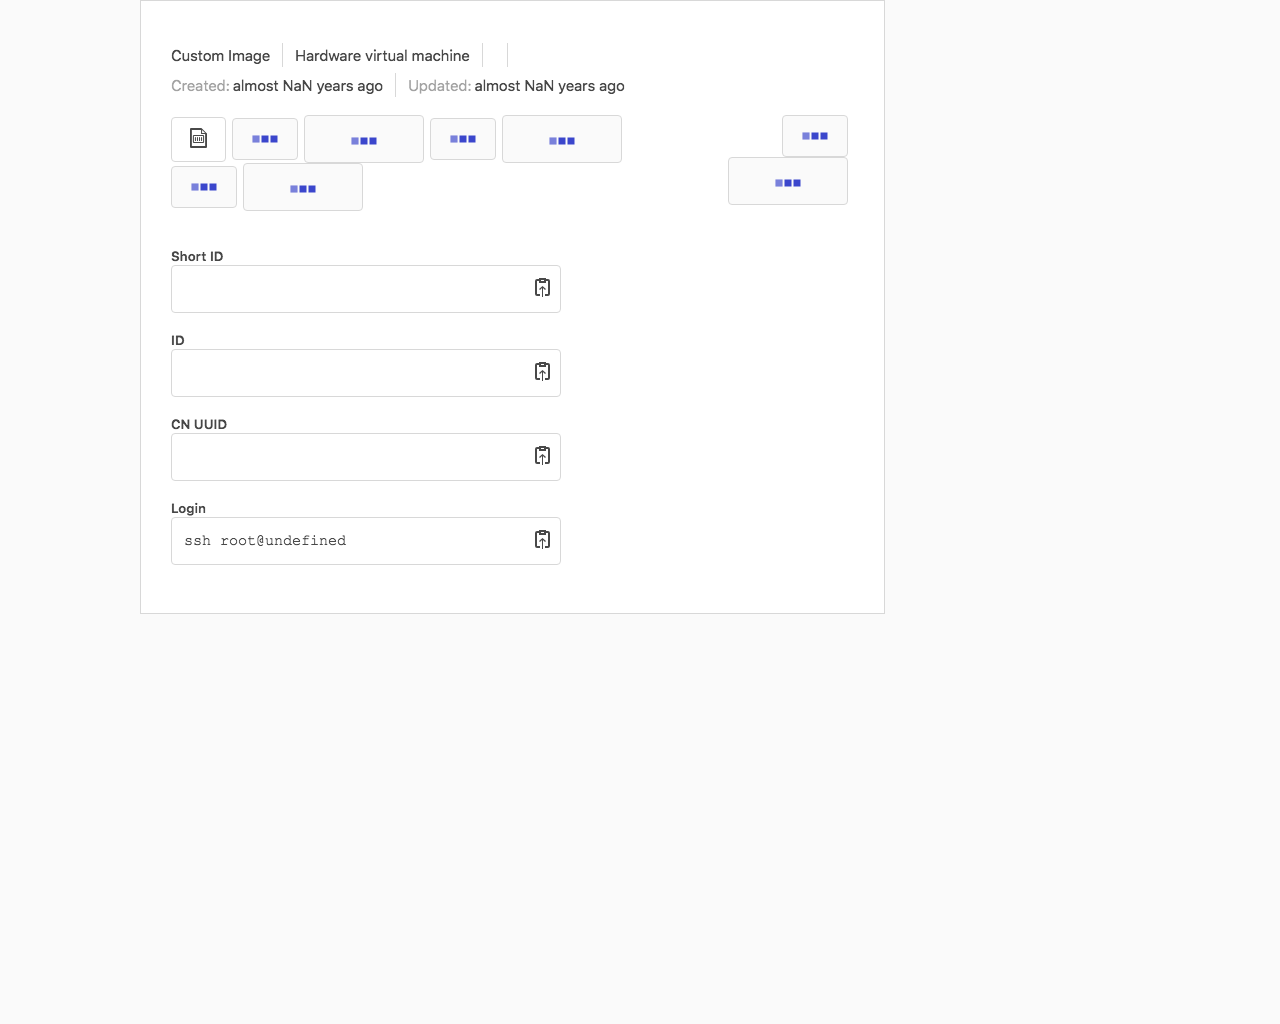 Custom Image Hardware virtual machine
Created: almost NaN years ago Updated: almost NaN years ago
Short ID
ID
CN UUID
Login
ssh root@undefined